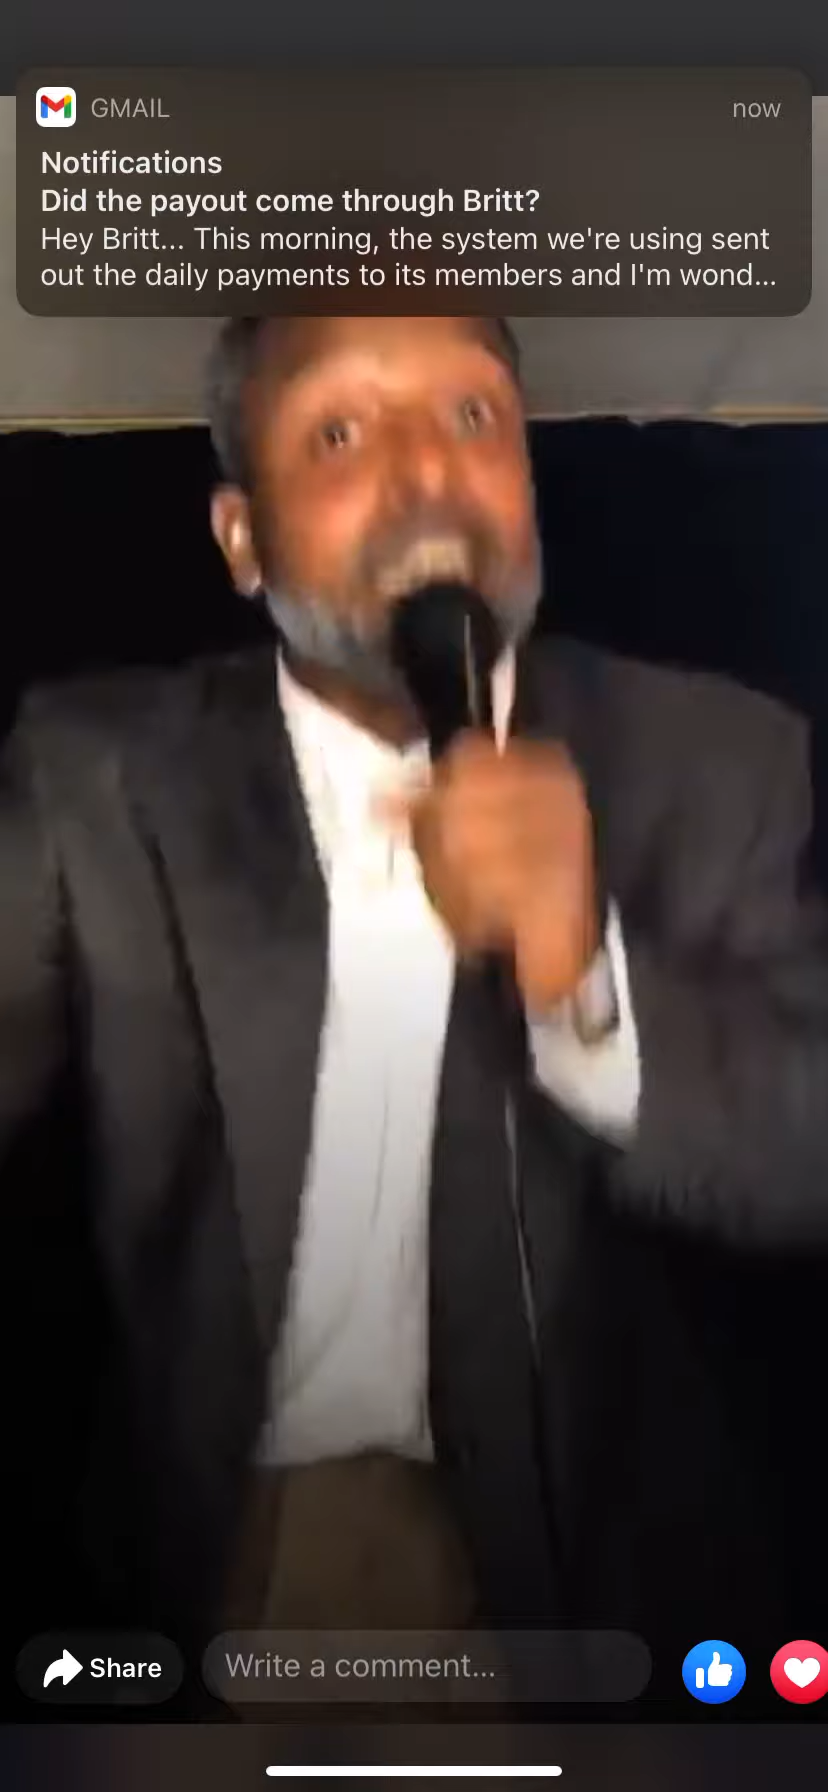 GMAIL
now
Notifications
Did the payout come through Britt?
Hey Britt... This morning, the system we're using sent
out the daily payments to its members and I'm wond...
Share
Write a comment...